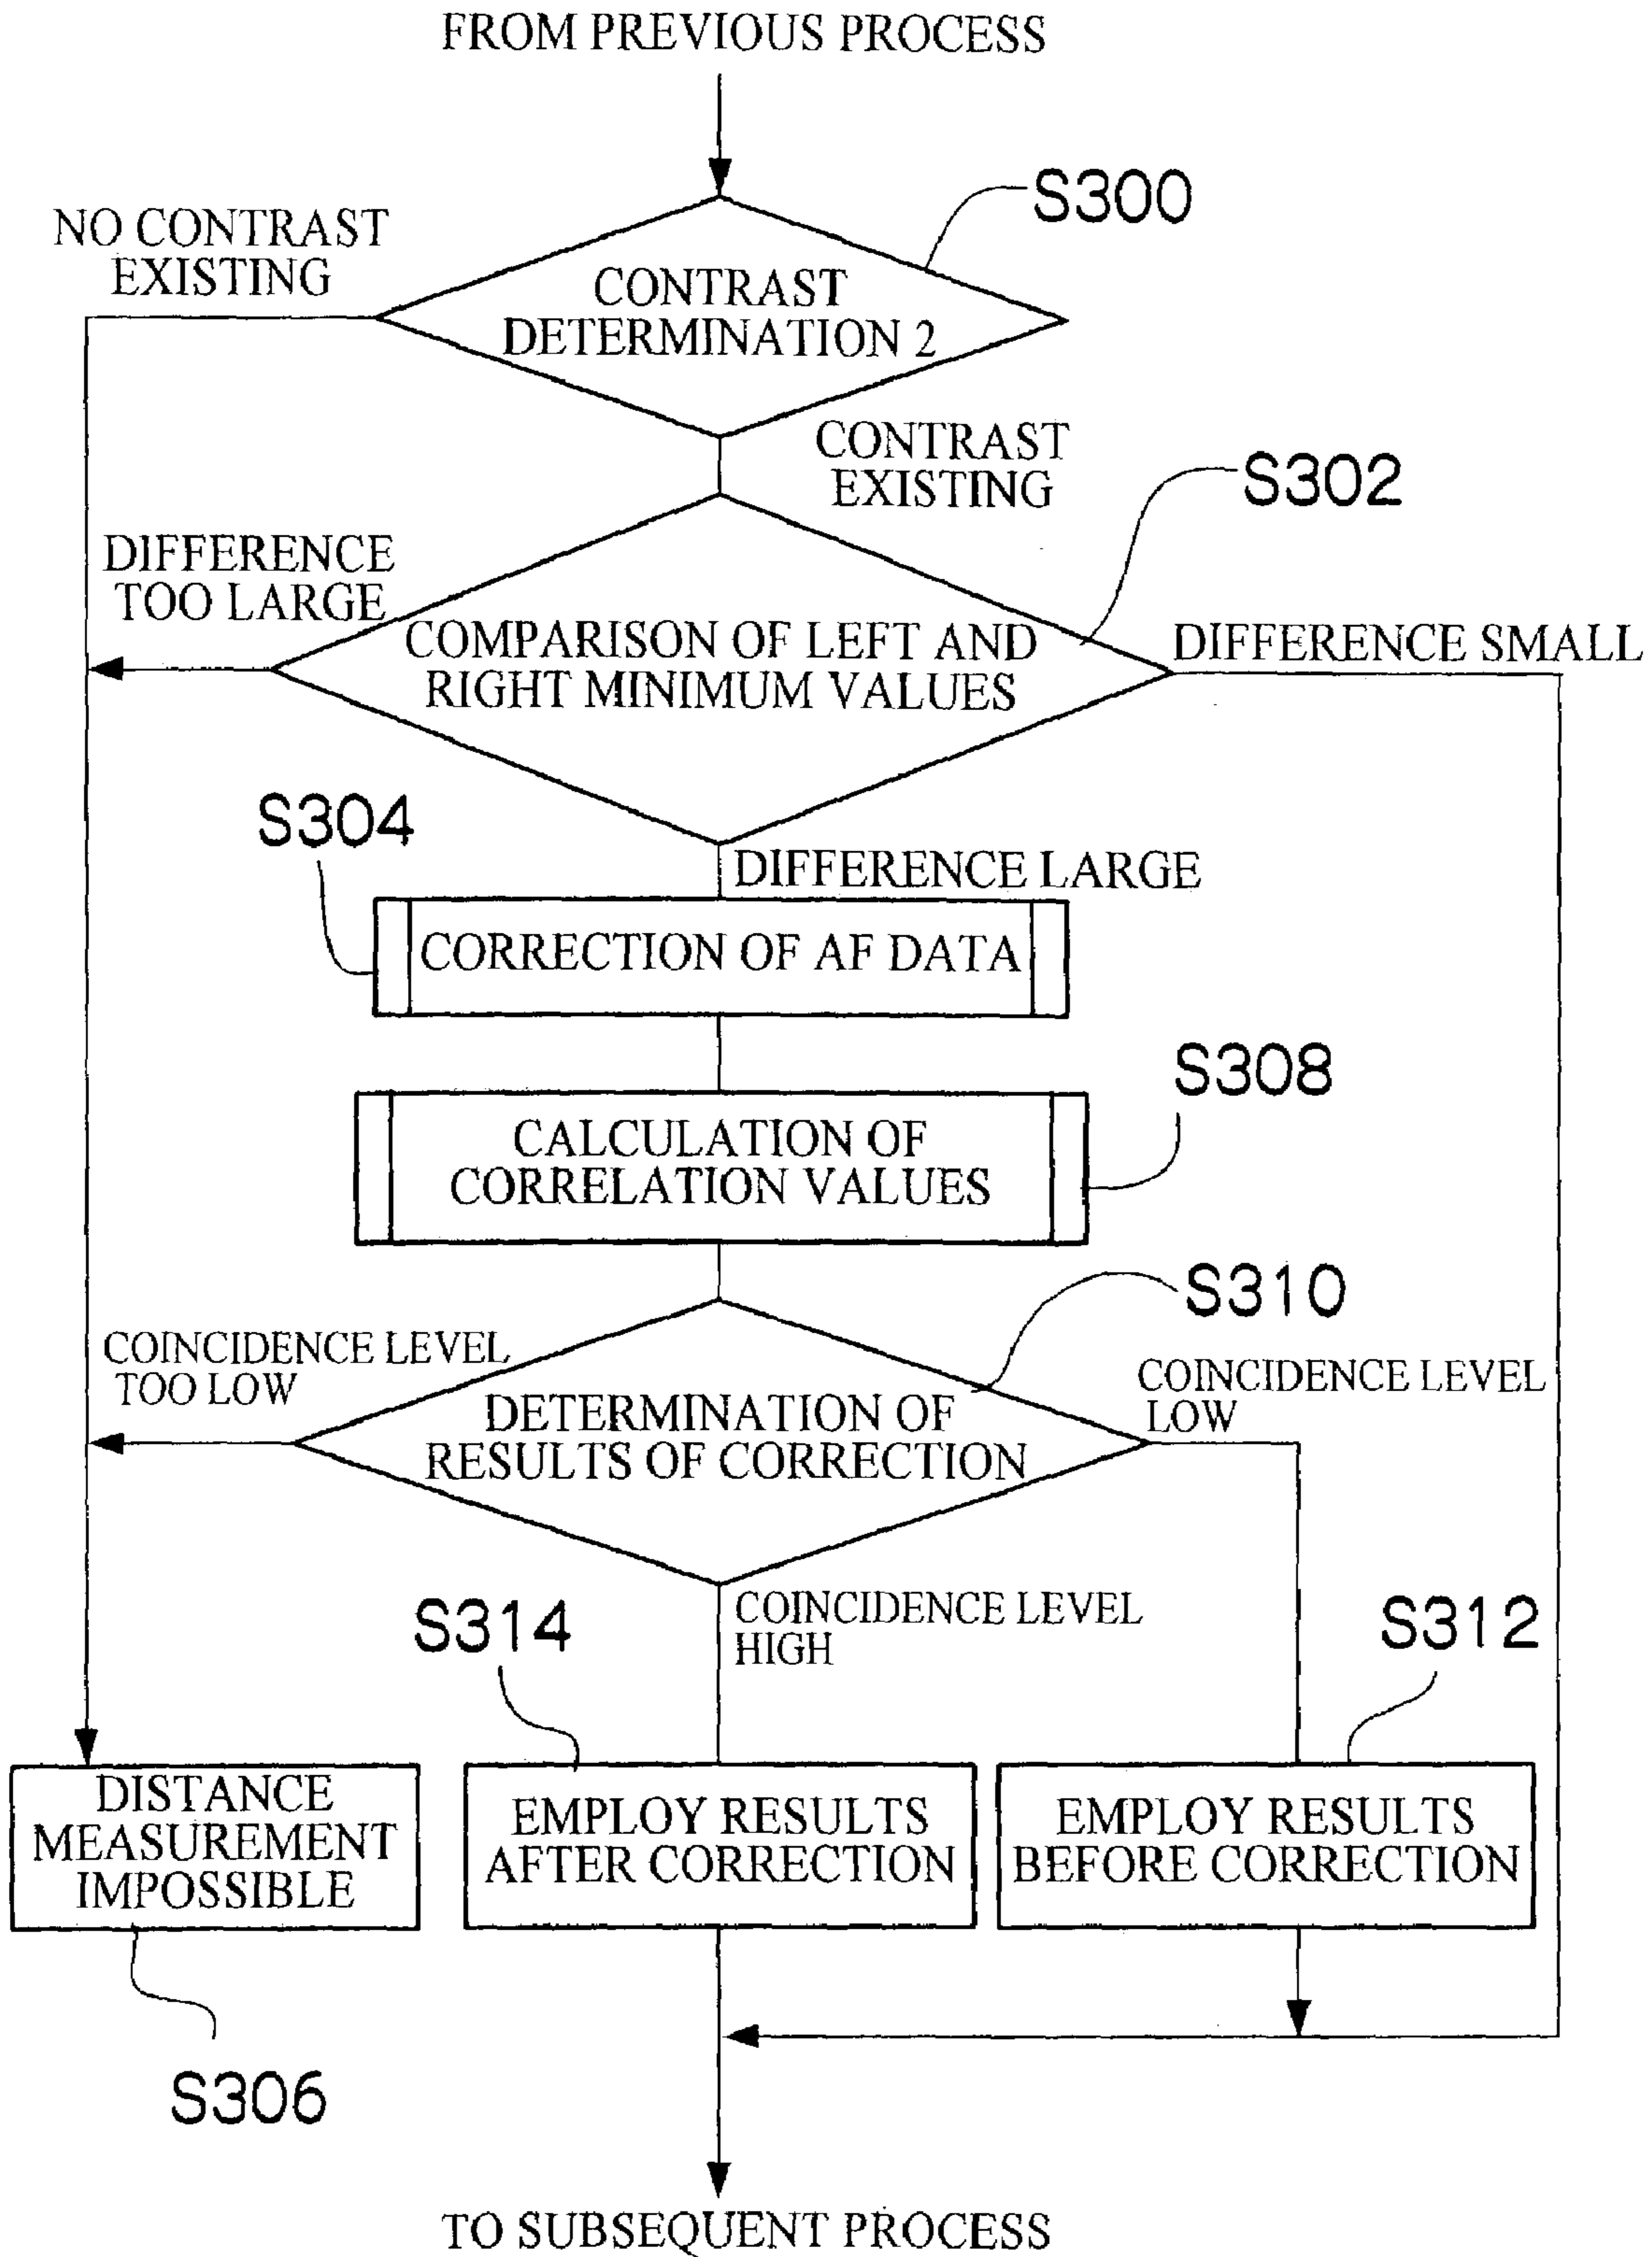 FROM PREVIOUS PROCESS
S300
NO CONTRAST
EXISTING
CONTRAST
DETERMINATION 2
CONTRAST
EXISTING
S302
DIFFERENCE
TOO LARGE
COMPARISON OF LEFT AND
RIGHT MINIMUM VALUES
DIFFERENCE SMALL
S304
DIFFERENCE LARGE
CORRECTION OF AF DATA
S308
CALCULATION OF
CORRELATION VALUES
S310
COINCIDENCE LEVEL
TOO LOW
DETERMINATION OF
RESULTS OF CORRECTION
COINCIDENCE LEVEL
LOW
S314
COINCIDENCE LEVEL
HIGH
S312
DISTANCE
MEASUREMENT
IMPOSSIBLE
EMPLOY RESULTS
AFTER CORRECTION
EMPLOY RESULTS
BEFORE CORRECTION
S306
TO SUBSEQUENT PROCESS